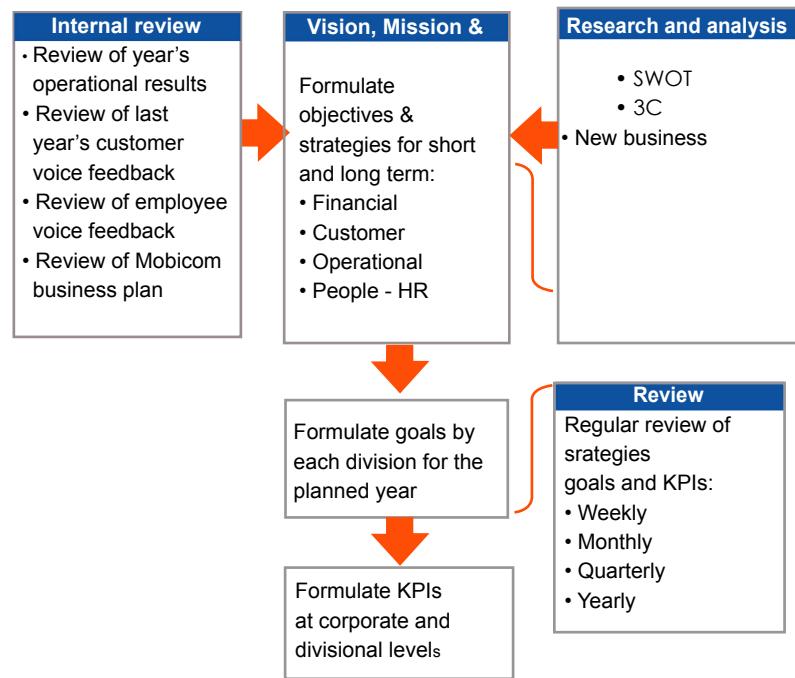 Internal review
• Review of year's
operational results
• Review of last
year's customer
voice feedback
• Review of employee
voice feedback
• Review of Mobicom
business plan
Vision, Mission &
Formulate
objectives &
strategies for short
and long term:
• Financial
• Customer
• Operational
• People - HR
Research and analysis
• SWOT
• 3C
• New business
Formulate goals by
each division for the
planned year
Review
Regular review of
srategies
goals and KPIs:
• Weekly
• Monthly
• Quarterly
• Yearly
Formulate KPIs
at corporate and
divisional levels